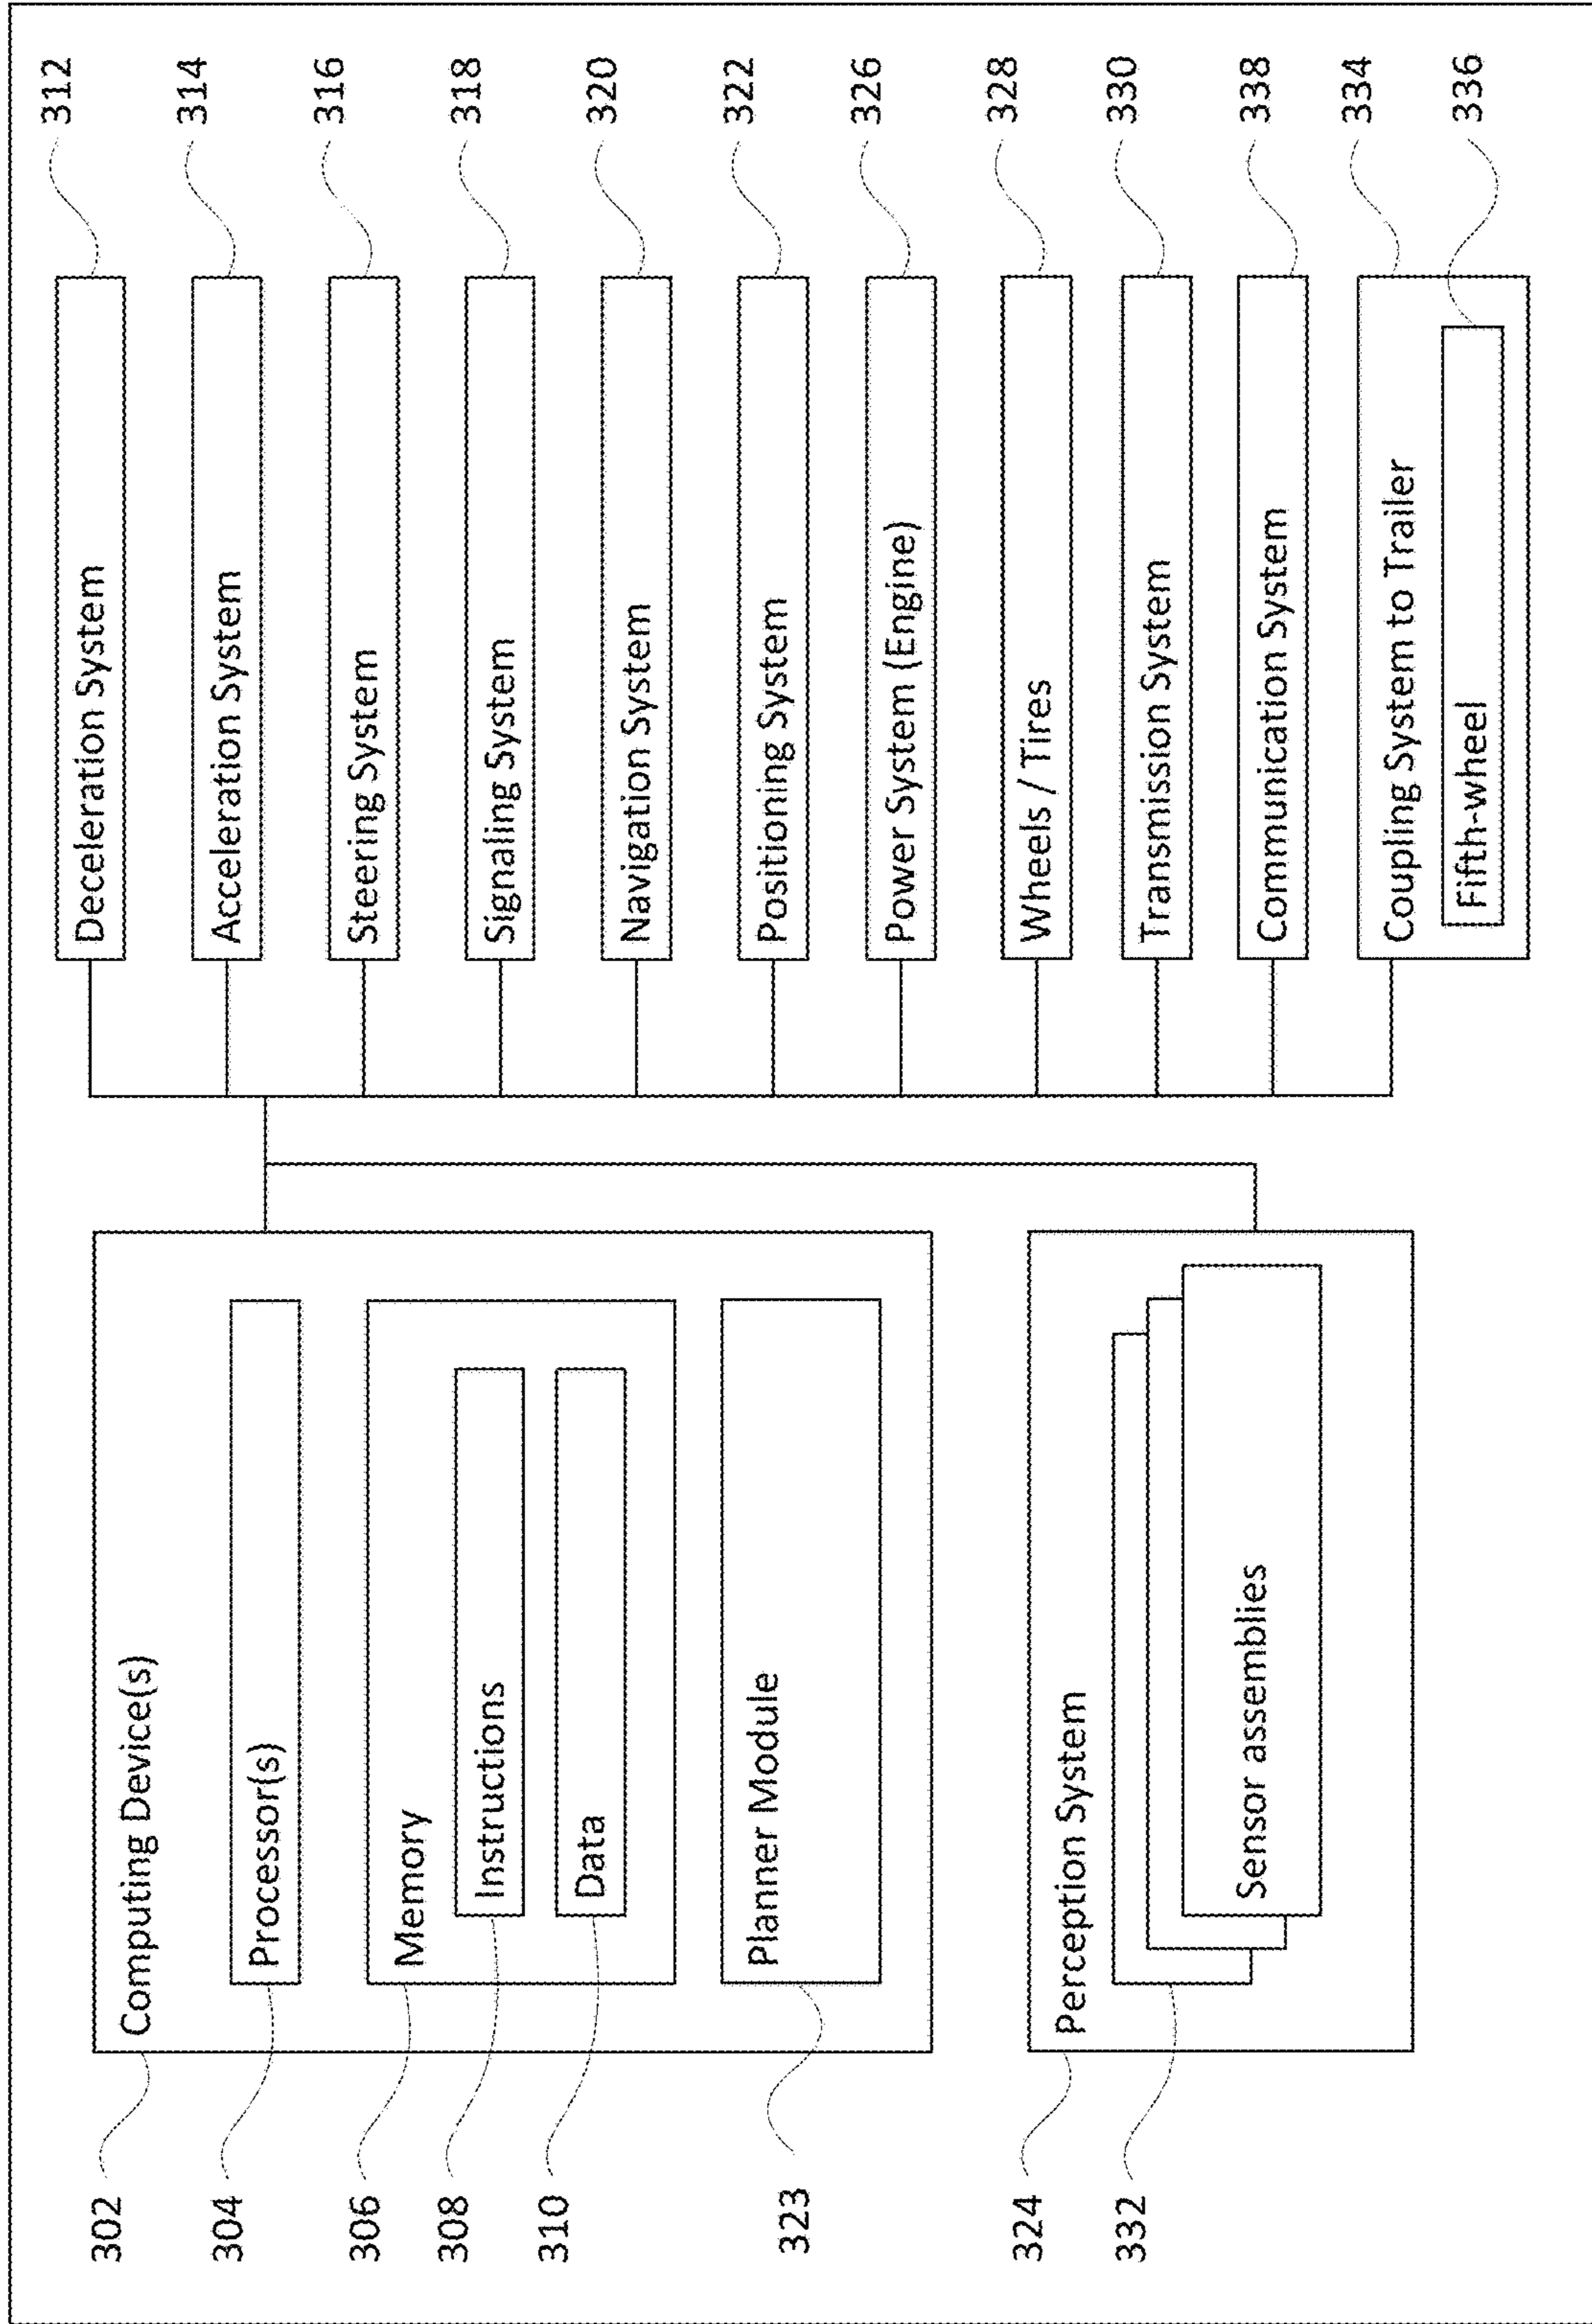 302
Computing Device(s)
304
Processor(s)
306
Memory
308
Instructions
310
Data
323
Planner Module
324
Perception System
332
Sensor assemblies
Deceleration System
312
Acceleration System
314
Steering System
316
Signaling System
318
Navigation System
320
Positioning System
322
Power System (Engine)
326
Wheels / Tires
328
Transmission System
330
Communication System
338
Coupling System to Trailer
334
Fifth-wheel
336